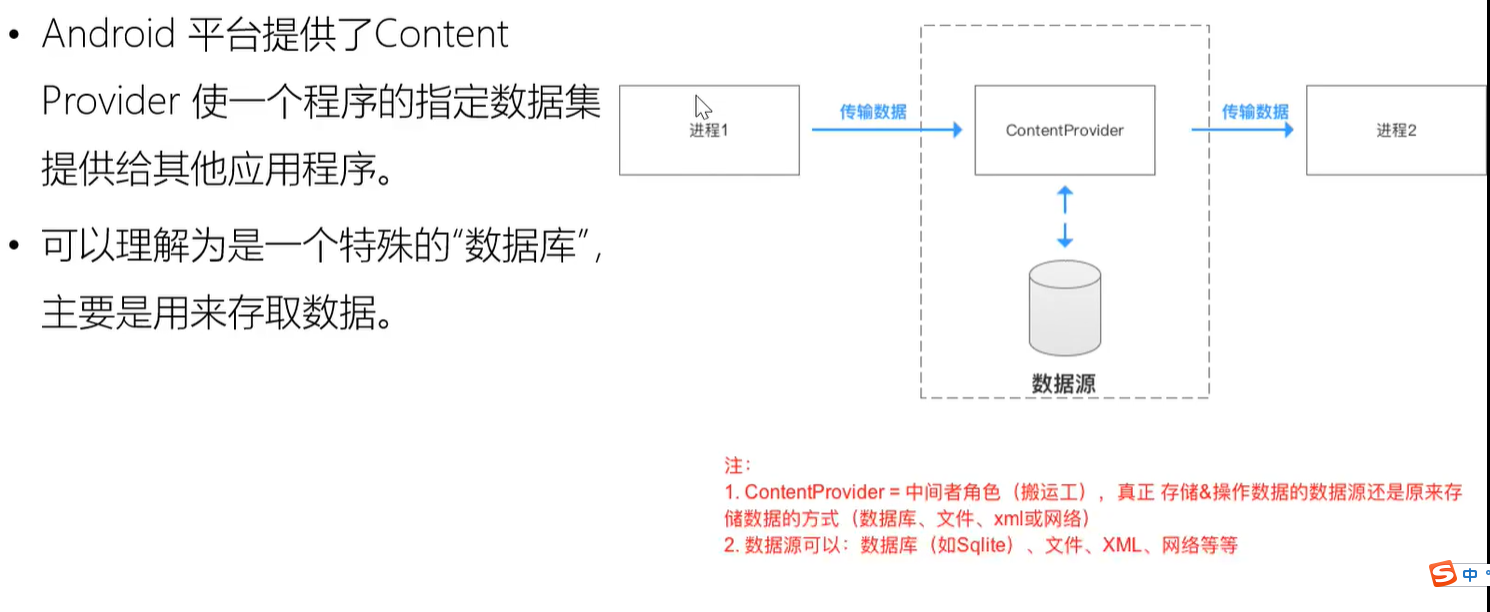 • Android 平台提供了Content
Provider 使一个程序的指定数据集
提供给其他应用程序。
• 可以理解为是一个特殊的“数据库”,
主要是用来存取数据。
进程1
传输数据
ContentProvider
传输数据
进程2
数据源
注：
1. ContentProvider = 中间者角色（搬运工），真正 存储&操作数据的数据源还是原来存
储数据的方式（数据库、文件、xml或网络）
2. 数据源可以：数据库（如Sqlite）、文件、XML、网络等等
S 中